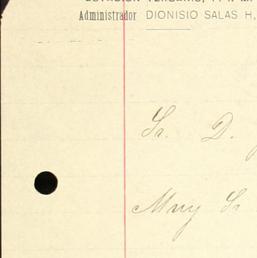 Administrador DIONISIO SALAS H,
Sr. D.
Muy Sr